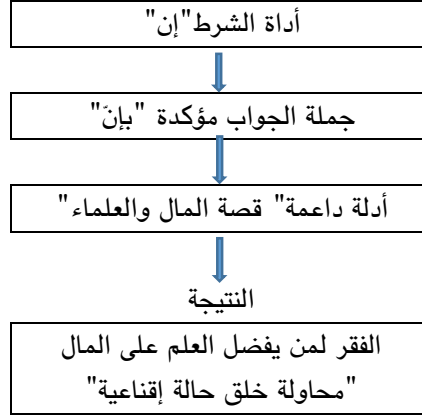 أداة الشرط"إن"
جملة الجواب مؤكدة "بإنّ"
أدلة داعمة" قصة المال والعلماء"
النتيجة
الفقر لمن يفضل العلم على المال
"محاولة خلق حالة إقناعية"